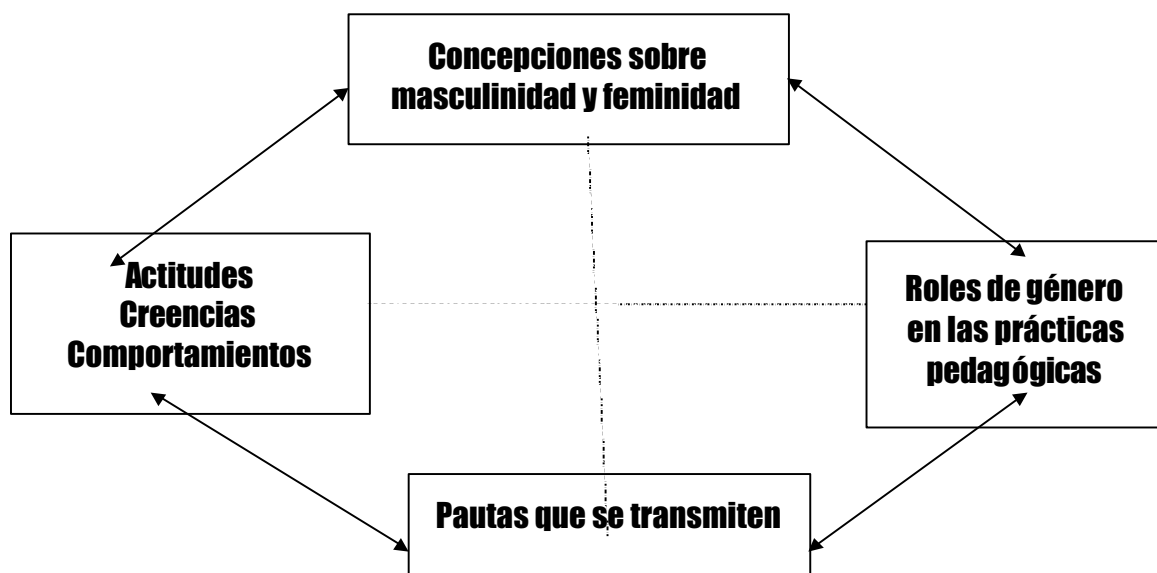 Concepciones sobre
masculinidad y feminidad
Actitudes
Creencias
Comportamientos
Roles de género
en las prácticas
pedagógicas
Pautas que se transmiten